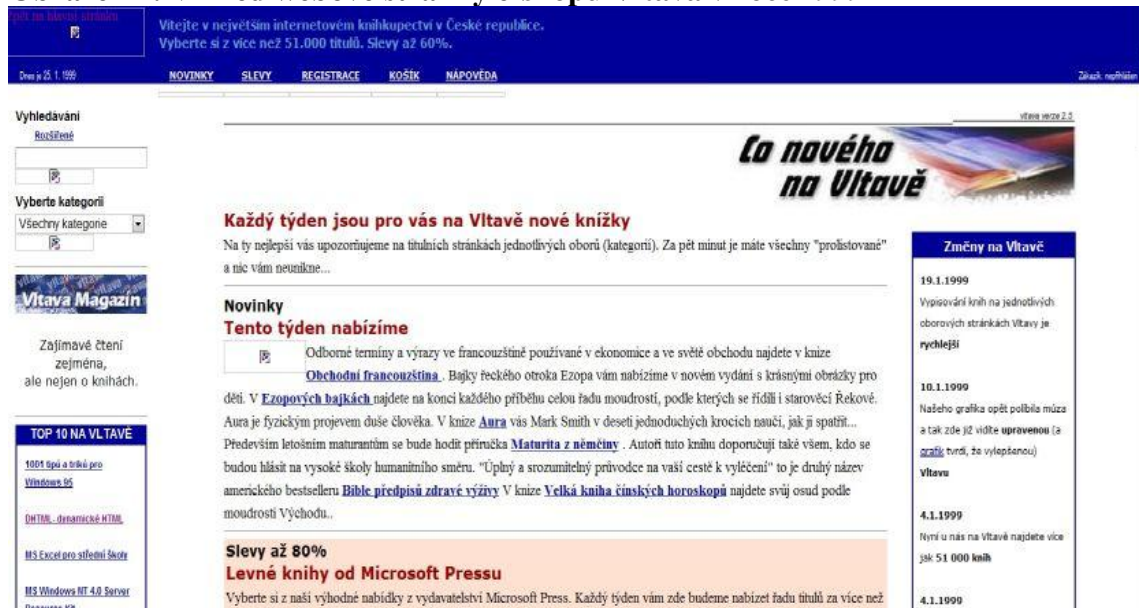 Vítejte v největším internetovém knihkupectví v České republice.
Vyberte si z více než 51.000 titulů. Slevy až 60%.
Dnes je 25. 1. 1999
NOVINKY SLEVY REGISTRACE KOŠÍK NÁPOVĚDA
Zákazník nepřihlášen
Vyhledávání
Rozšířené
Vyberte kategorii
Všechny kategorie
Vltava Magazín
Zajímavé čtení
zejména,
ale nejen o knihách.
TOP 10 NA VLTAVĚ
1001 tipů a triků pro
Windows 95
DHTML - dynamické HTML
MS Excel pro střední školy
MS Windows NT 4.0 Server
vltava verze 2.0
Co nového
na Vltavě
Každý týden jsou pro vás na Vltavě nové knížky
Na ty nejlepší vás upozorňujeme na titulních stránkách jednotlivých oborů (kategorií). Za pět minut je máte všechny "prolistované"
a nic vám neunikne...
Novinky
Tento týden nabízíme
Odborné termíny a výrazy ve francouzštině používané v ekonomice a ve světě obchodu najdete v knize
Obchodní francouzština . Bajky řeckého otroka Ezopa vám nabízíme v novém vydání s krásnými obrázky pro
děti. V Ezopových bajkách najdete na konci každého příběhu celou řadu moudrostí, podle kterých se řídili i starověcí Řekové.
Aura je fyzickým projevem duše člověka. V knize Aura vás Mark Smith v deseti jednoduchých krocích naučí, jak ji spatřit...
Především letošním maturantům se bude hodit příručka Maturita z němčiny . Autoři tuto knihu doporučují také všem, kdo se
budou hlásit na vysoké školy humanitního směru. "Úplný a srozumitelný průvodce na vaší cestě k vyléčení" to je druhý název
amerického bestselleru Bible předpisů zdravé výživy V knize Velká kniha čínských horoskopů najdete svůj osud podle
moudrosti Východu..
Slevy až 80%
Levné knihy od Microsoft Pressu
Vyberte si z naší výhodné nabídky z vydavatelství Microsoft Press. Každý týden vám zde budeme nabízet řadu titulů za více než
Změny na Vltavě
19.1.1999
Vypisování knih na jednotlivých
oborových stránkách Vltavy je
rychlejší
10.1.1999
Našeho grafika opět políbila múza
a tak zde již vidíte upravenou (a
grafik tvrdí, že vylepšenou)
Vltavu
4.1.1999
Nyní u nás na Vltavě najdete více
jak 51 000 knih
4.1.1999